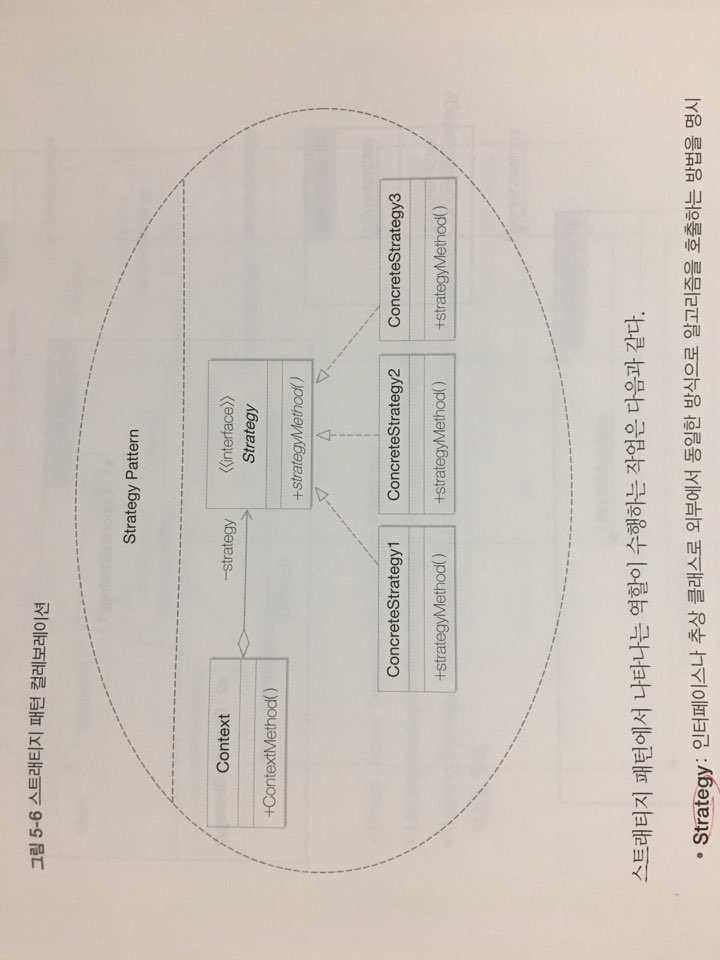 그림 5-6 스트래티지 패턴 컬레보레이션
Strategy Pattern
Context
+ContextMethod()
–strategy
《interface》
Strategy
+strategyMethod()
ConcreteStrategy1
+strategyMethod()
ConcreteStrategy2
+strategyMethod()
ConcreteStrategy3
+strategyMethod()
스트래티지 패턴에서 나타나는 역할이 수행하는 작업은 다음과 같다.
• Strategy: 인터페이스나 추상 클래스로 외부에서 동일한 방식으로 알고리즘을 호출하는 방법을 명시